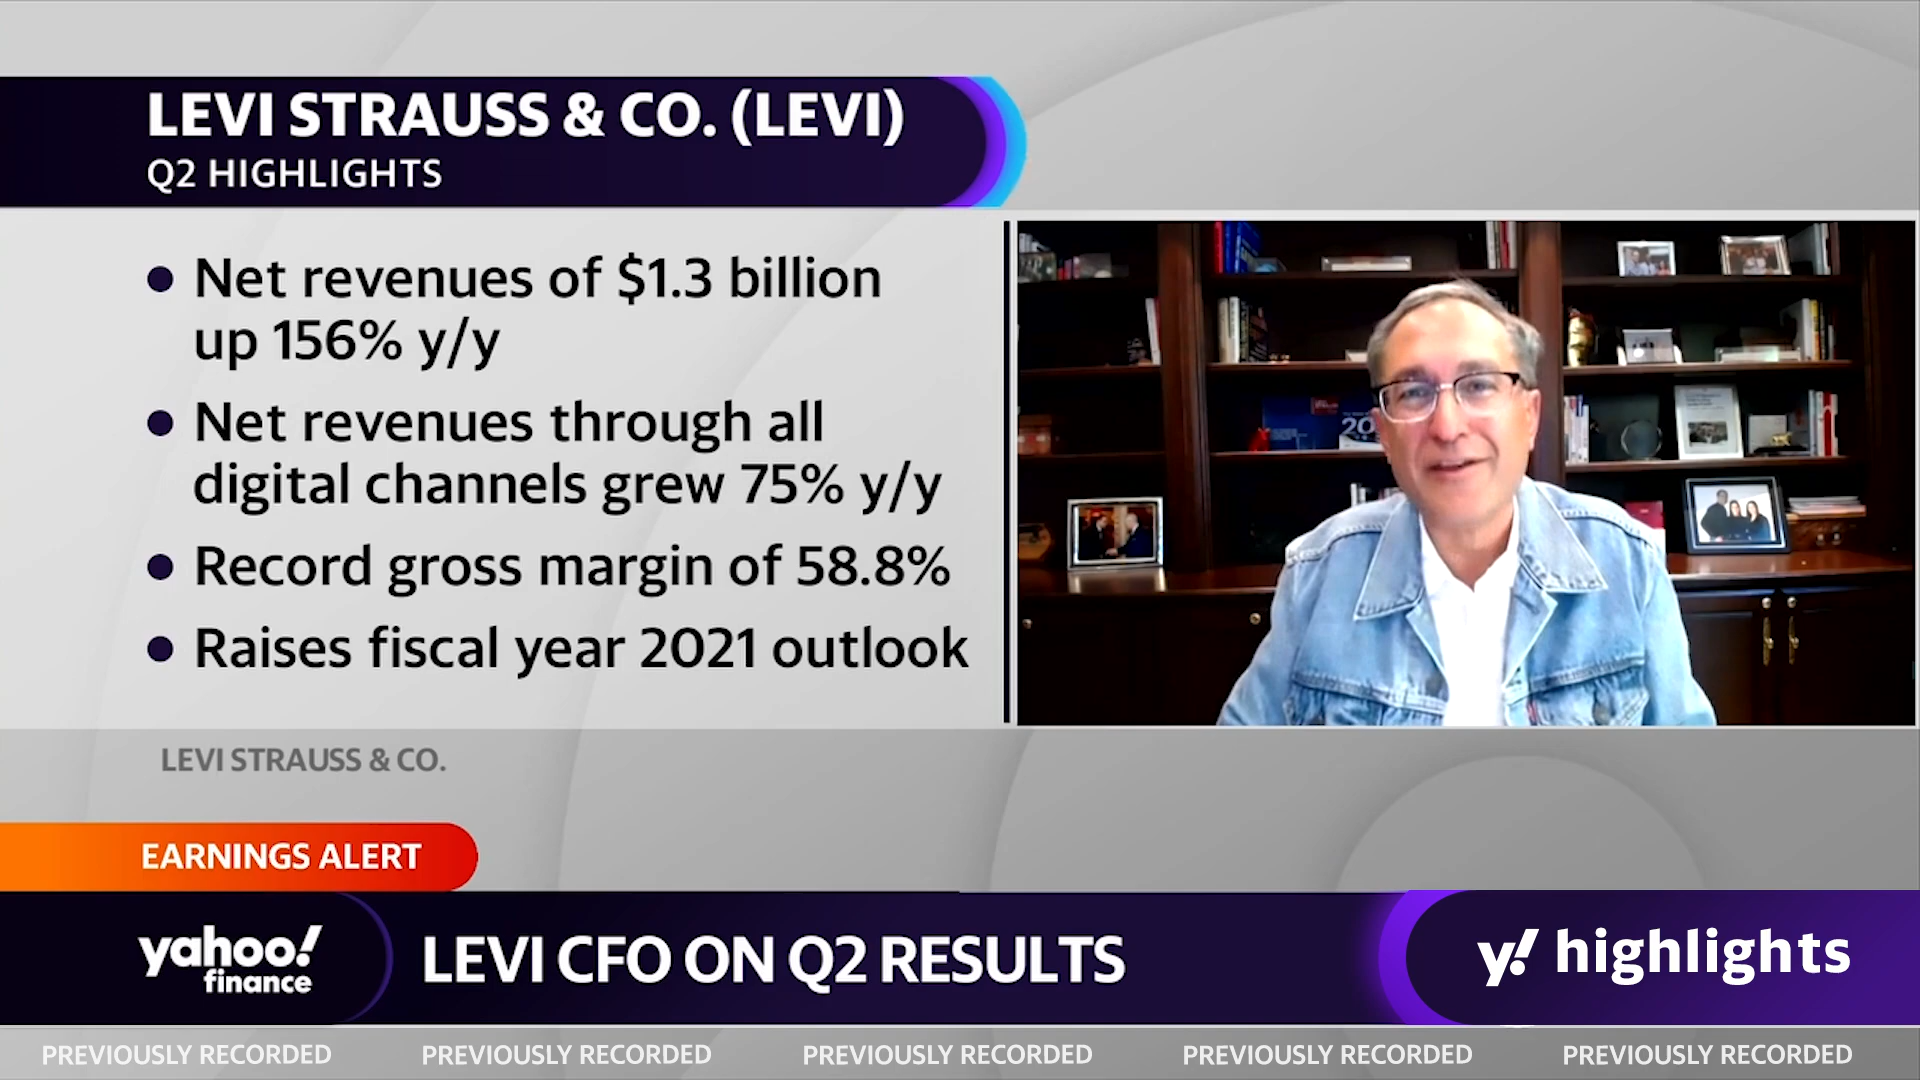 LEVI STRAUSS & CO. (LEVI)
Q2 HIGHLIGHTS
Net revenues of $1.3 billion
up 156% y/y
Net revenues through all
digital channels grew 75% y/y
Record gross margin of 58.8%
Raises fiscal year 2021 outlook
20
LEVI STRAUSS & CO.
EARNINGS ALERT
yahoo!
finance
LEVI CFO ON Q2 RESULTS
y! highlights
PREVIOUSLY RECORDED PREVIOUSLY RECORDED PREVIOUSLY RECORDED PREVIOUSLY RECORDED PREVIOUSLY RECORDED